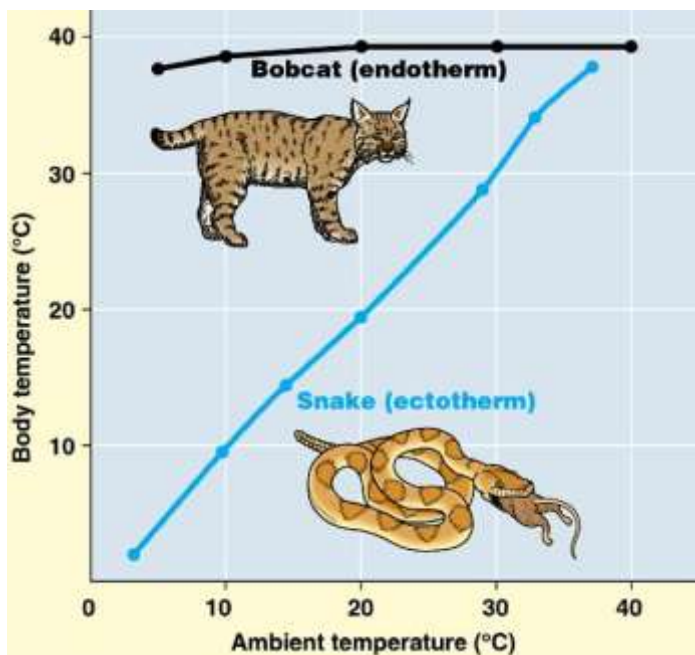 40
Bobcat (endotherm)
30
Body temperature (°C)
20
Snake (ectotherm)
10
0 10 20 30 40
Ambient temperature (°C)